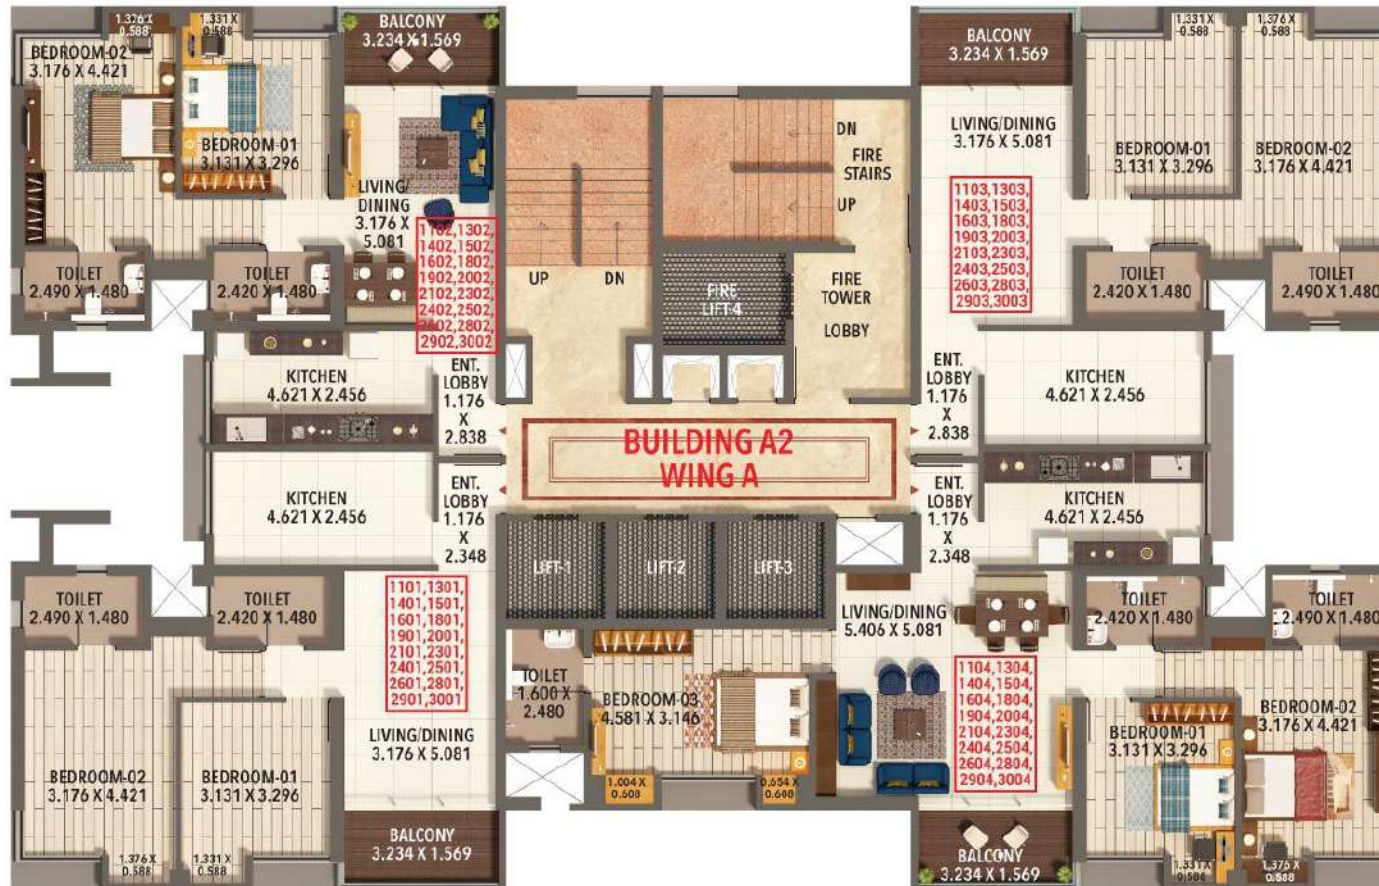 1.376 X
0.588
1.331 X
0.588
BALCONY
3.234 X 1.569
BEDROOM-02
3.176 X 4.421
BEDROOM-01
3.131 X 3.296
LIVING/
DINING
3.176 X
5.081
1102,1302,
1402,1502,
1602,1802,
1902,2002,
2102,2302,
2402,2502,
2602,2802,
2902,3002
TOILET
2.490 X 1.480
TOILET
2.420 X 1.480
KITCHEN
4.621 X 2.456
ENT.
LOBBY
1.176
X
2.838
UP
DN
DN
FIRE
STAIRS
UP
FIRE
LIFT-4
FIRE
TOWER
LOBBY
BALCONY
3.234 X 1.569
1.331 X
0.588
1.376 X
0.588
LIVING/DINING
3.176 X 5.081
BEDROOM-01
3.131 X 3.296
BEDROOM-02
3.176 X 4.421
1103,1303,
1403,1503,
1603,1803,
1903,2003,
2103,2303,
2403,2503,
2603,2803,
2903,3003
TOILET
2.420 X 1.480
TOILET
2.490 X 1.480
ENT.
LOBBY
1.176
X
2.838
KITCHEN
4.621 X 2.456
BUILDING A2
WING A
KITCHEN
4.621 X 2.456
ENT.
LOBBY
1.176
X
2.348
ENT.
LOBBY
1.176
X
2.348
KITCHEN
4.621 X 2.456
LIFT-1
LIFT-2
LIFT-3
TOILET
2.490 X 1.480
TOILET
2.420 X 1.480
1101,1301,
1401,1501,
1601,1801,
1901,2001,
2101,2301,
2401,2501,
2601,2801,
2901,3001
LIVING/DINING
3.176 X 5.081
BEDROOM-02
3.176 X 4.421
BEDROOM-01
3.131 X 3.296
1.376 X
0.588
1.331 X
0.588
BALCONY
3.234 X 1.569
TOILET
1.600 X
2.480
BEDROOM-03
4.581 X 3.146
1.004 X
0.608
0.654 X
0.608
LIVING/DINING
5.406 X 5.081
1104,1304,
1404,1504,
1604,1804,
1904,2004,
2104,2304,
2404,2504,
2604,2804,
2904,3004
TOILET
2.420 X 1.480
TOILET
2.490 X 1.480
BEDROOM-01
3.131 X 3.296
BEDROOM-02
3.176 X 4.421
BALCONY
3.234 X 1.569
1.331 X
0.588
1.376 X
0.588